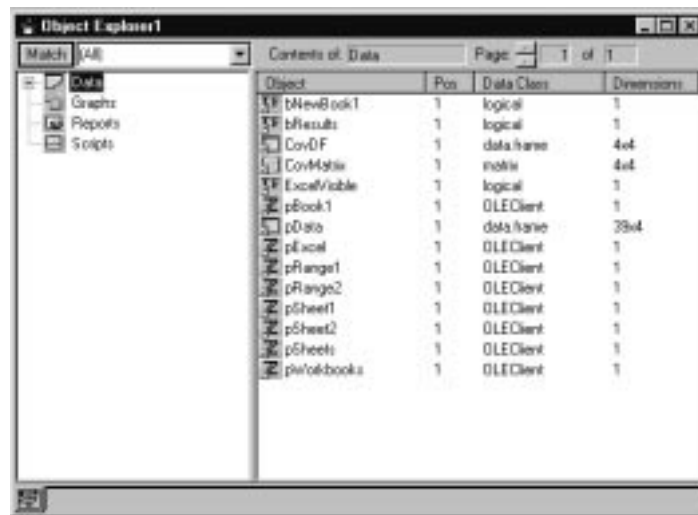 Object Explorer1
Match (All) Contents of: Data Page: 1 of 1
Data
Graphs
Reports
Scripts
Object Pos Data Class Dimensions
bNewBook1 1 logical 1
bResults 1 logical 1
CovDF 1 data.frame 4x4
CovMatrix 1 matrix 4x4
ExcelVisible 1 logical 1
pBook1 1 OLEClient 1
pData 1 data.frame 39x4
pExcel 1 OLEClient 1
pRange1 1 OLEClient 1
pRange2 1 OLEClient 1
pSheet1 1 OLEClient 1
pSheet2 1 OLEClient 1
pSheets 1 OLEClient 1
pWorkbooks 1 OLEClient 1